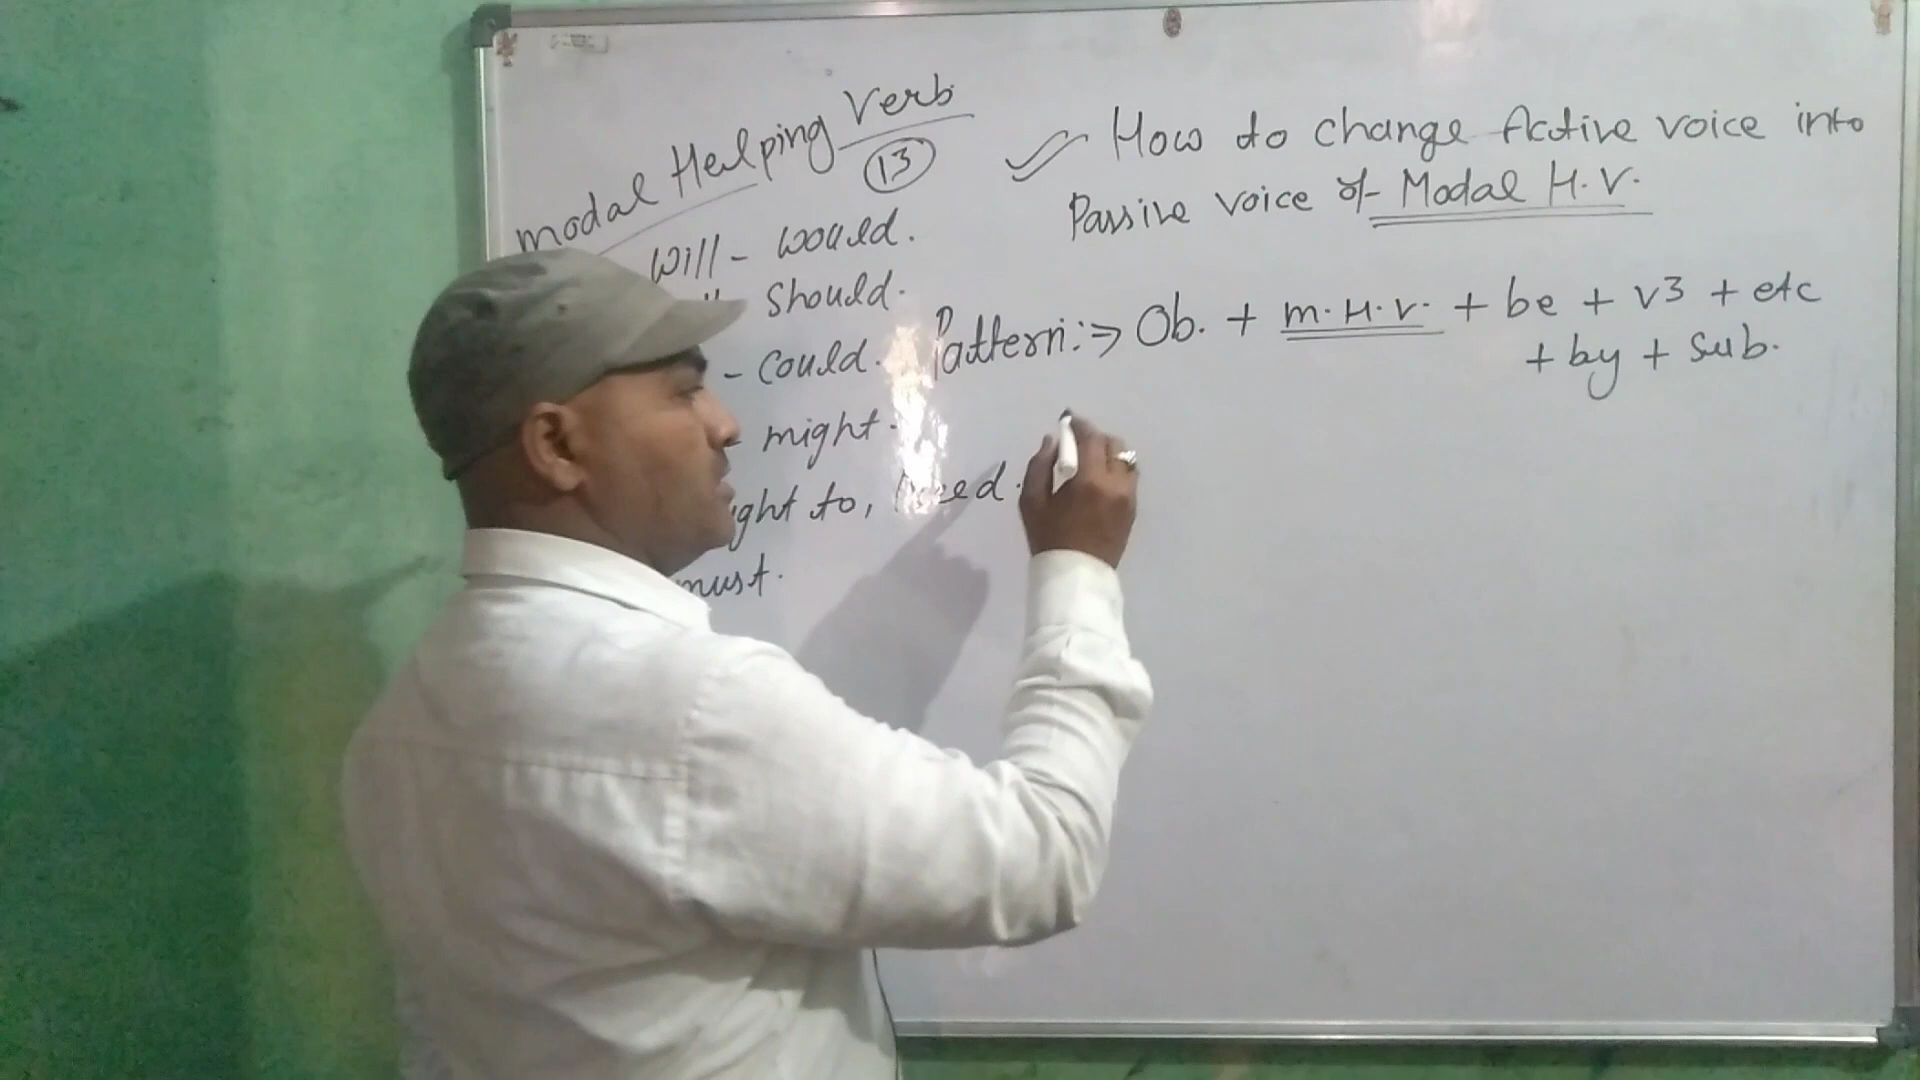 Modal Helping Verb
13
Will - would.
should.
- could.
- might.
ght to, need.
must.
How to change Active voice into
Passive voice of Modal H.V.
Pattern :⇒ Ob. + m.H.V. + be + v3 + etc
+ by + sub.